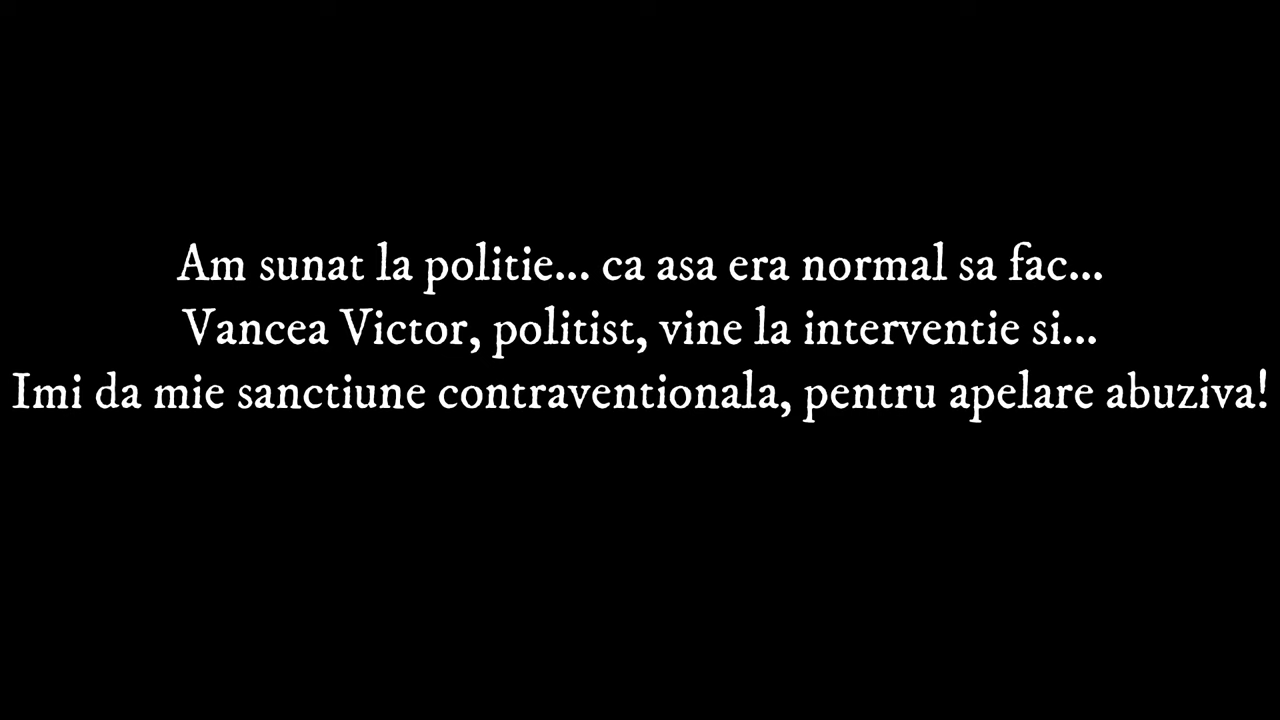 Am sunat la politie... ca asa era normal sa fac...
Vancea Victor, politist, vine la interventie si...
Imi da mie sanctiune contraventionala, pentru apelare abuziva!